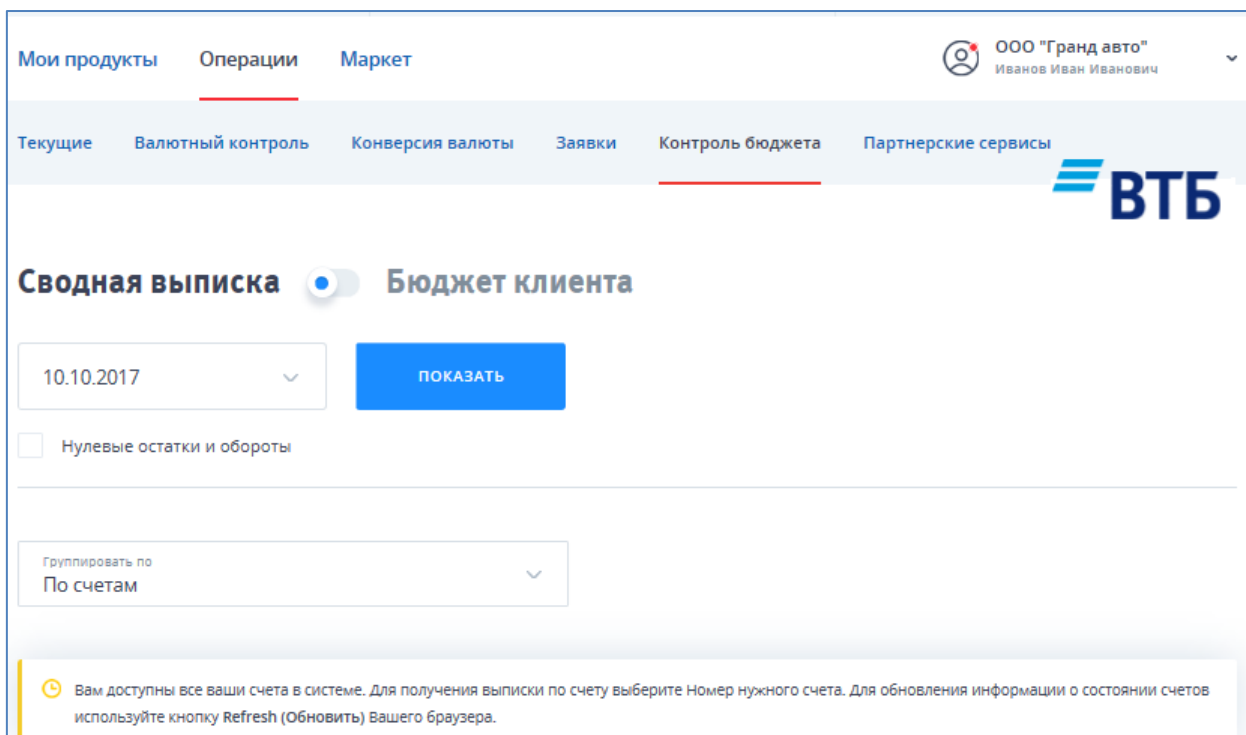 Мои продукты Операции Маркет ООО "Гранд авто"
Иванов Иван Иванович
Текущие Валютный контроль Конверсия валюты Заявки Контроль бюджета Партнерские сервисы
ВТБ
Сводная выписка Бюджет клиента
10.10.2017 ПОКАЗАТЬ
Нулевые остатки и обороты
Группировать по
По счетам
Вам доступны все ваши счета в системе. Для получения выписки по счету выберите Номер нужного счета. Для обновления информации о состоянии счетов
используйте кнопку Refresh (Обновить) Вашего браузера.